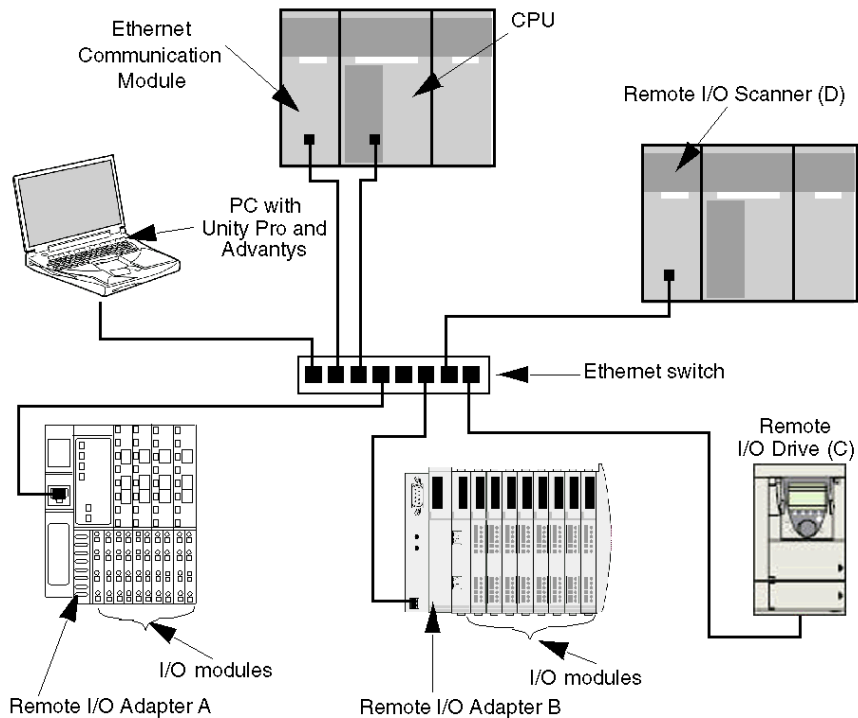 Ethernet
Communication
Module
CPU
Remote I/O Scanner (D)
PC with
Unity Pro and
Advantys
Ethernet switch
Remote
I/O Drive (C)
I/O modules
I/O modules
Remote I/O Adapter A
Remote I/O Adapter B